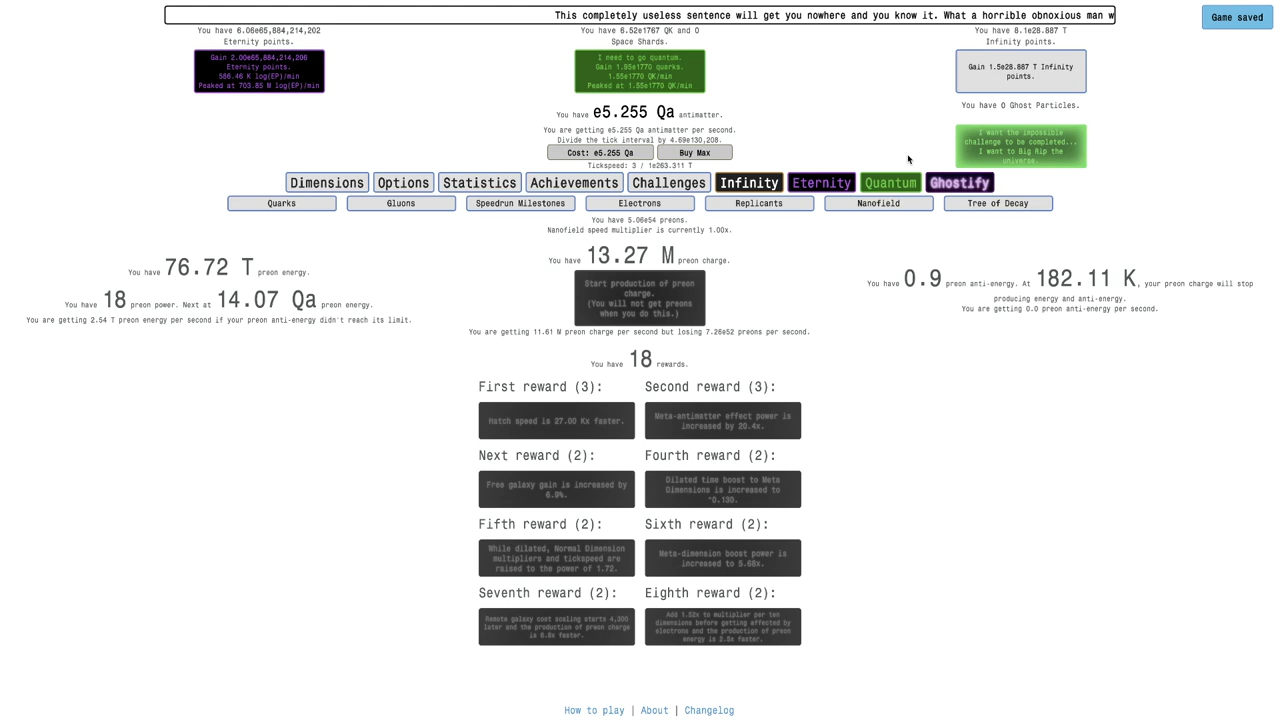 This completely useless sentence will get you nowhere and you know it. What a horrible obnoxious man w
Game saved
You have 6.06e65,884,214,202
Eternity points.
Gain 2.00e65,884,214,206
Eternity points.
586.46 K log(EP)/min
Peaked at 703.85 M log(EP)/min
You have 6.52e1767 QK and 0
Space Shards.
I need to go quantum.
Gain 1.95e1770 quarks.
1.55e1770 QK/min
Peaked at 1.55e1770 QK/min
You have 8.1e28.887 T
Infinity points.
Gain 1.5e28.887 T Infinity
points.
You have 0 Ghost Particles.
I want the impossible
challenge to be completed...
I want to Big Rip the
universe.
You have e5.255 Qa antimatter.
You are getting e5.255 Qa antimatter per second.
Divide the tick interval by 4.69e130,208.
Cost: e5.255 Qa
Buy Max
Tickspeed: 3 / 1e263.311 T
Dimensions
Options
Statistics
Achievements
Challenges
Infinity
Eternity
Quantum
Ghostify
Quarks
Gluons
Speedrun Milestones
Electrons
Replicants
Nanofield
Tree of Decay
You have 5.06e54 preons.
Nanofield speed multiplier is currently 1.00x.
You have 13.27 M preon charge.
Start production of preon
charge.
(You will not get preons
when you do this.)
You are getting 11.61 M preon charge per second but losing 7.26e52 preons per second.
You have 76.72 T preon energy.
You have 18 preon power. Next at 14.07 Qa preon energy.
You are getting 2.54 T preon energy per second if your preon anti-energy didn't reach its limit.
You have 0.9 preon anti-energy. At 182.11 K, your preon charge will stop
producing energy and anti-energy.
You are getting 0.0 preon anti-energy per second.
You have 18 rewards.
First reward (3):
Hatch speed is 27.00 Kx faster.
Second reward (3):
Meta-antimatter effect power is
increased by 20.4x.
Next reward (2):
Free galaxy gain is increased by
6.9%.
Fourth reward (2):
Dilated time boost to Meta
Dimensions is increased to
^0.130.
Fifth reward (2):
While dilated, Normal Dimension
multipliers and tickspeed are
raised to the power of 1.72.
Sixth reward (2):
Meta-dimension boost power is
increased to 5.68x.
Seventh reward (2):
Remote galaxy cost scaling starts 4,300
later and the production of preon charge
is 6.6x faster.
Eighth reward (2):
Add 1.52x to multiplier per ten
dimensions before getting affected by
electrons and the production of preon
energy is 2.5x faster.
How to play | About | Changelog